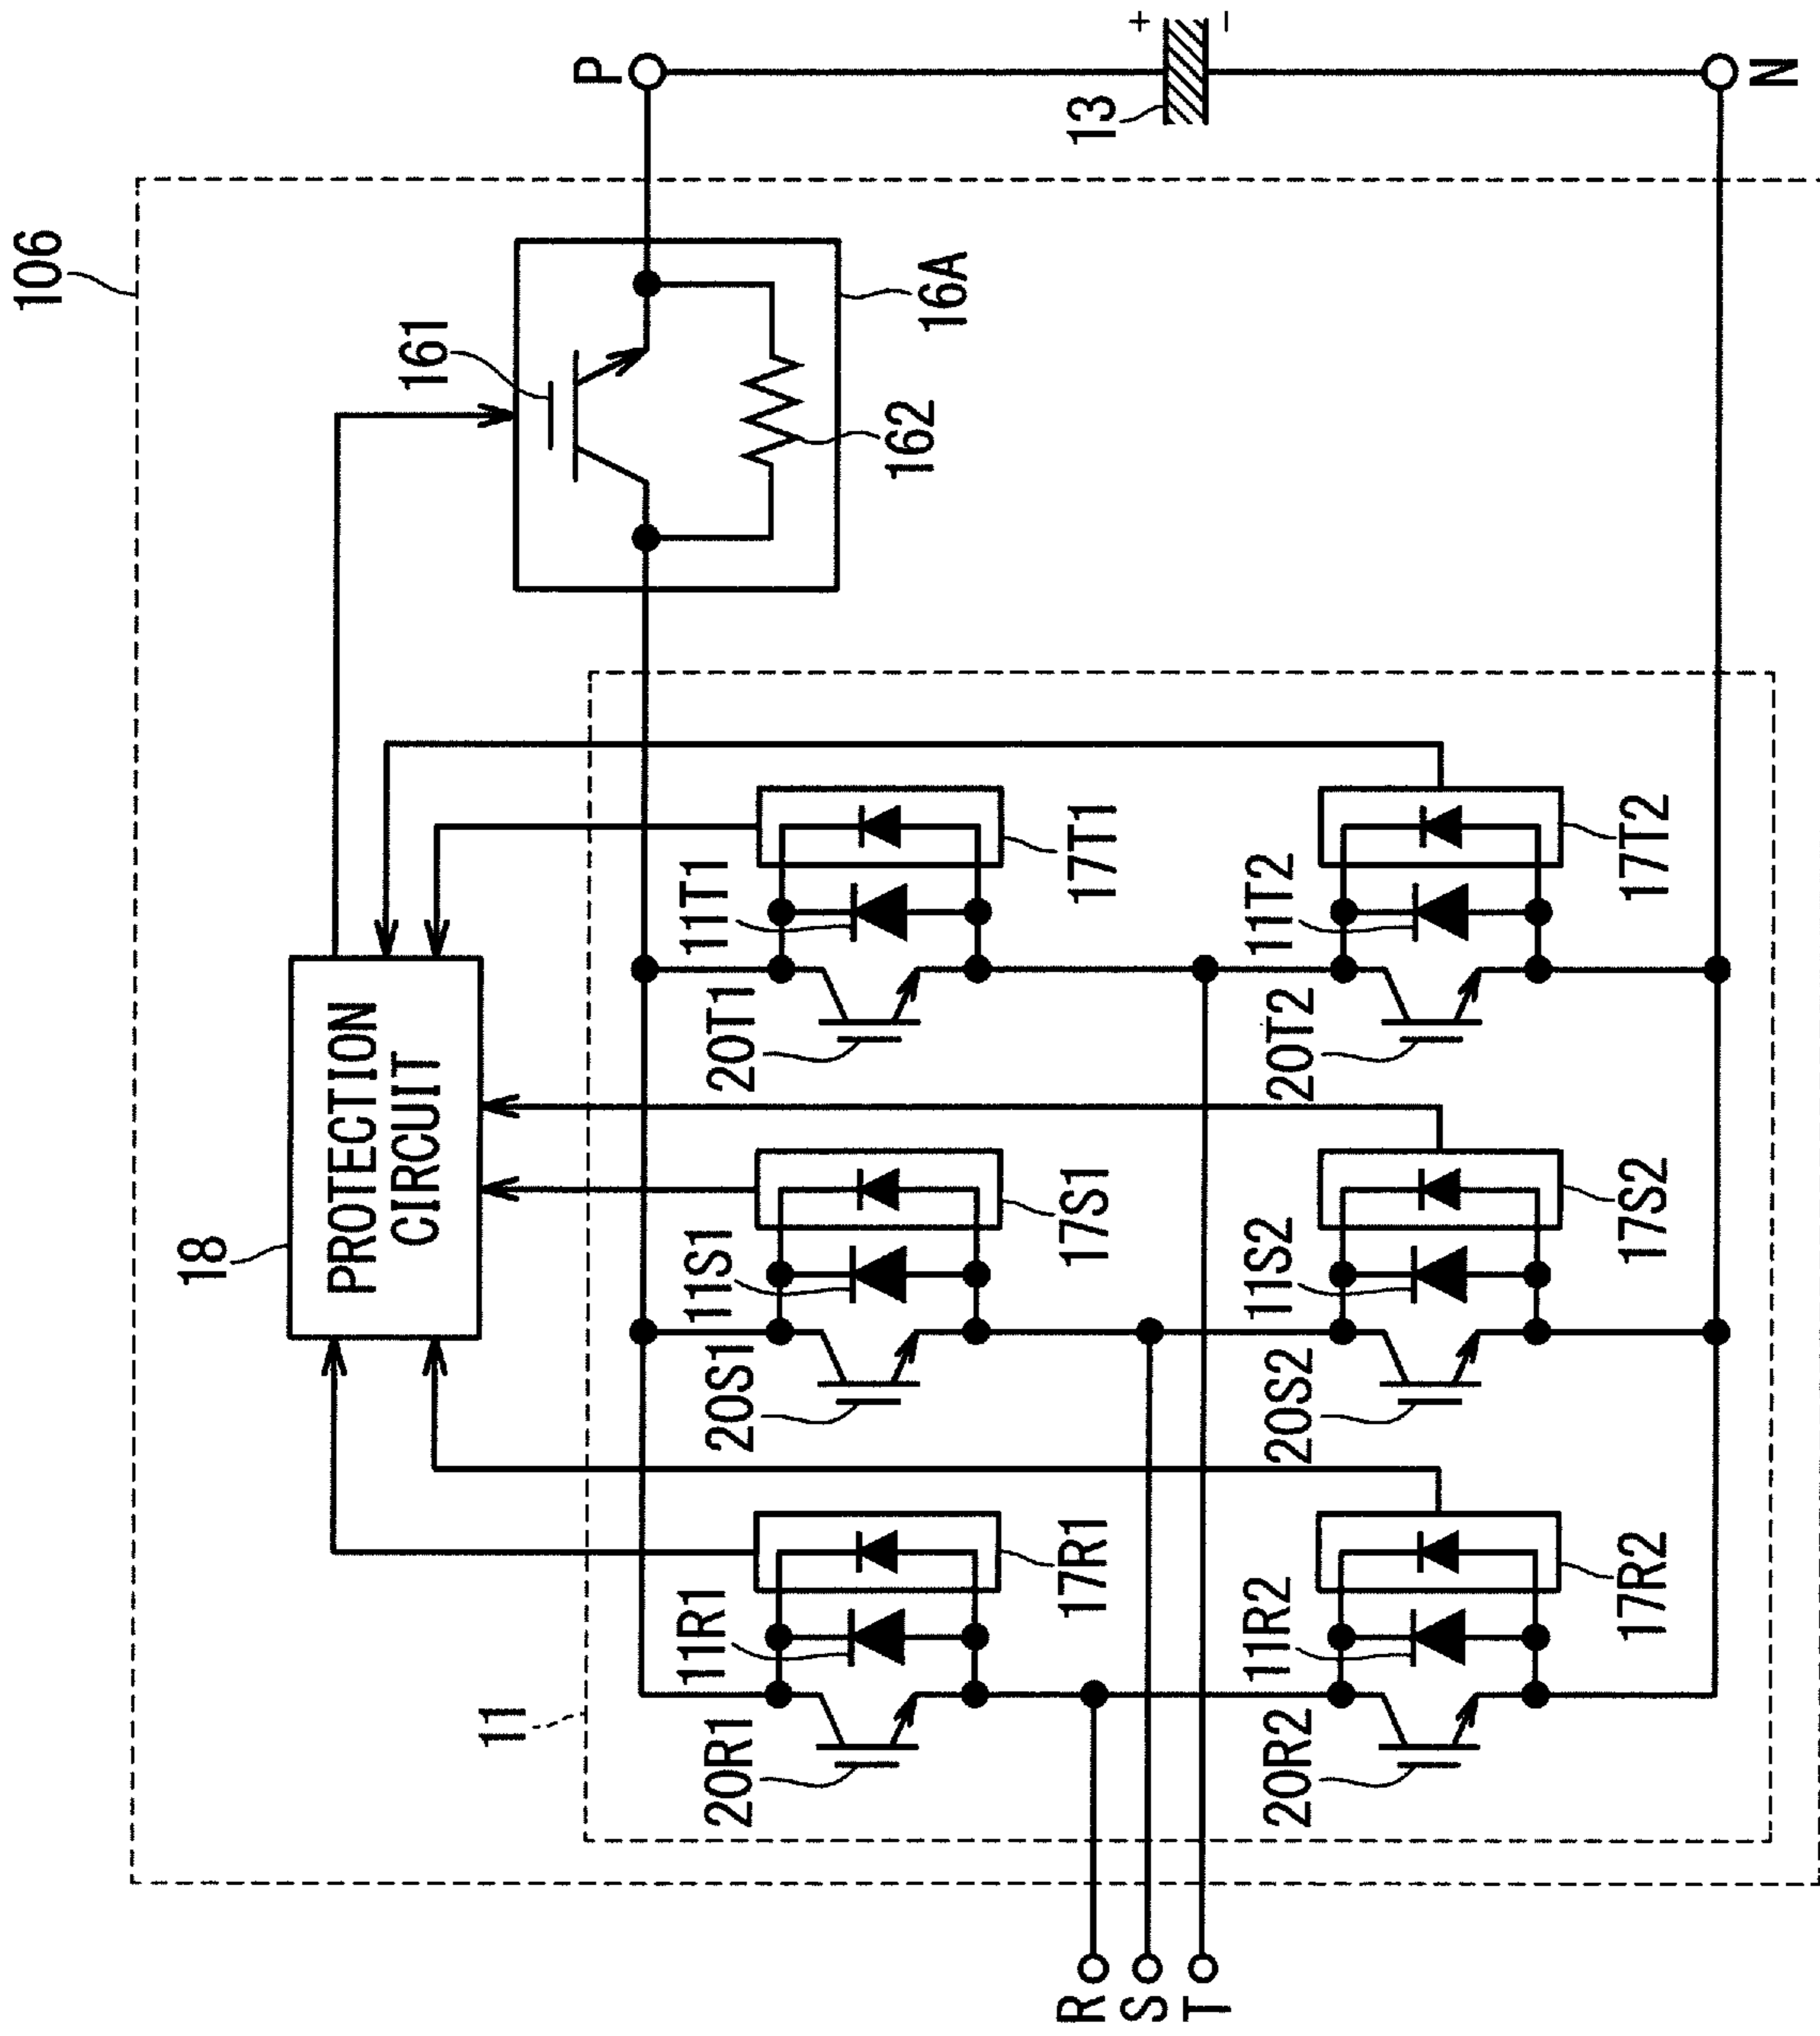 106
18
PROTECTION
CIRCUIT
161
16A
162
P
+
13
-
N
11
20R1
11R1
17R1
20S1
11S1
17S1
20T1
11T1
17T1
20R2
11R2
17R2
20S2
11S2
17S2
20T2
11T2
17T2
R
S
T